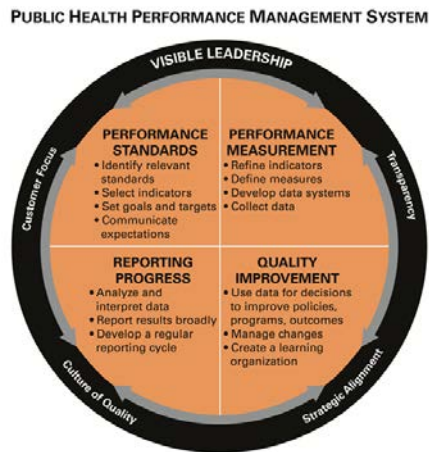 PUBLIC HEALTH PERFORMANCE MANAGEMENT SYSTEM
VISIBLE LEADERSHIP
Customer Focus
Transparency
PERFORMANCE
STANDARDS
• Identify relevant
standards
• Select indicators
• Set goals and targets
• Communicate
expectations
PERFORMANCE
MEASUREMENT
• Refine indicators
• Define measures
• Develop data systems
• Collect data
REPORTING
PROGRESS
• Analyze and
interpret data
• Report results broadly
• Develop a regular
reporting cycle
QUALITY
IMPROVEMENT
• Use data for decisions
to improve policies,
programs, outcomes
• Manage changes
• Create a learning
organization
Culture of Quality
Strategic Alignment